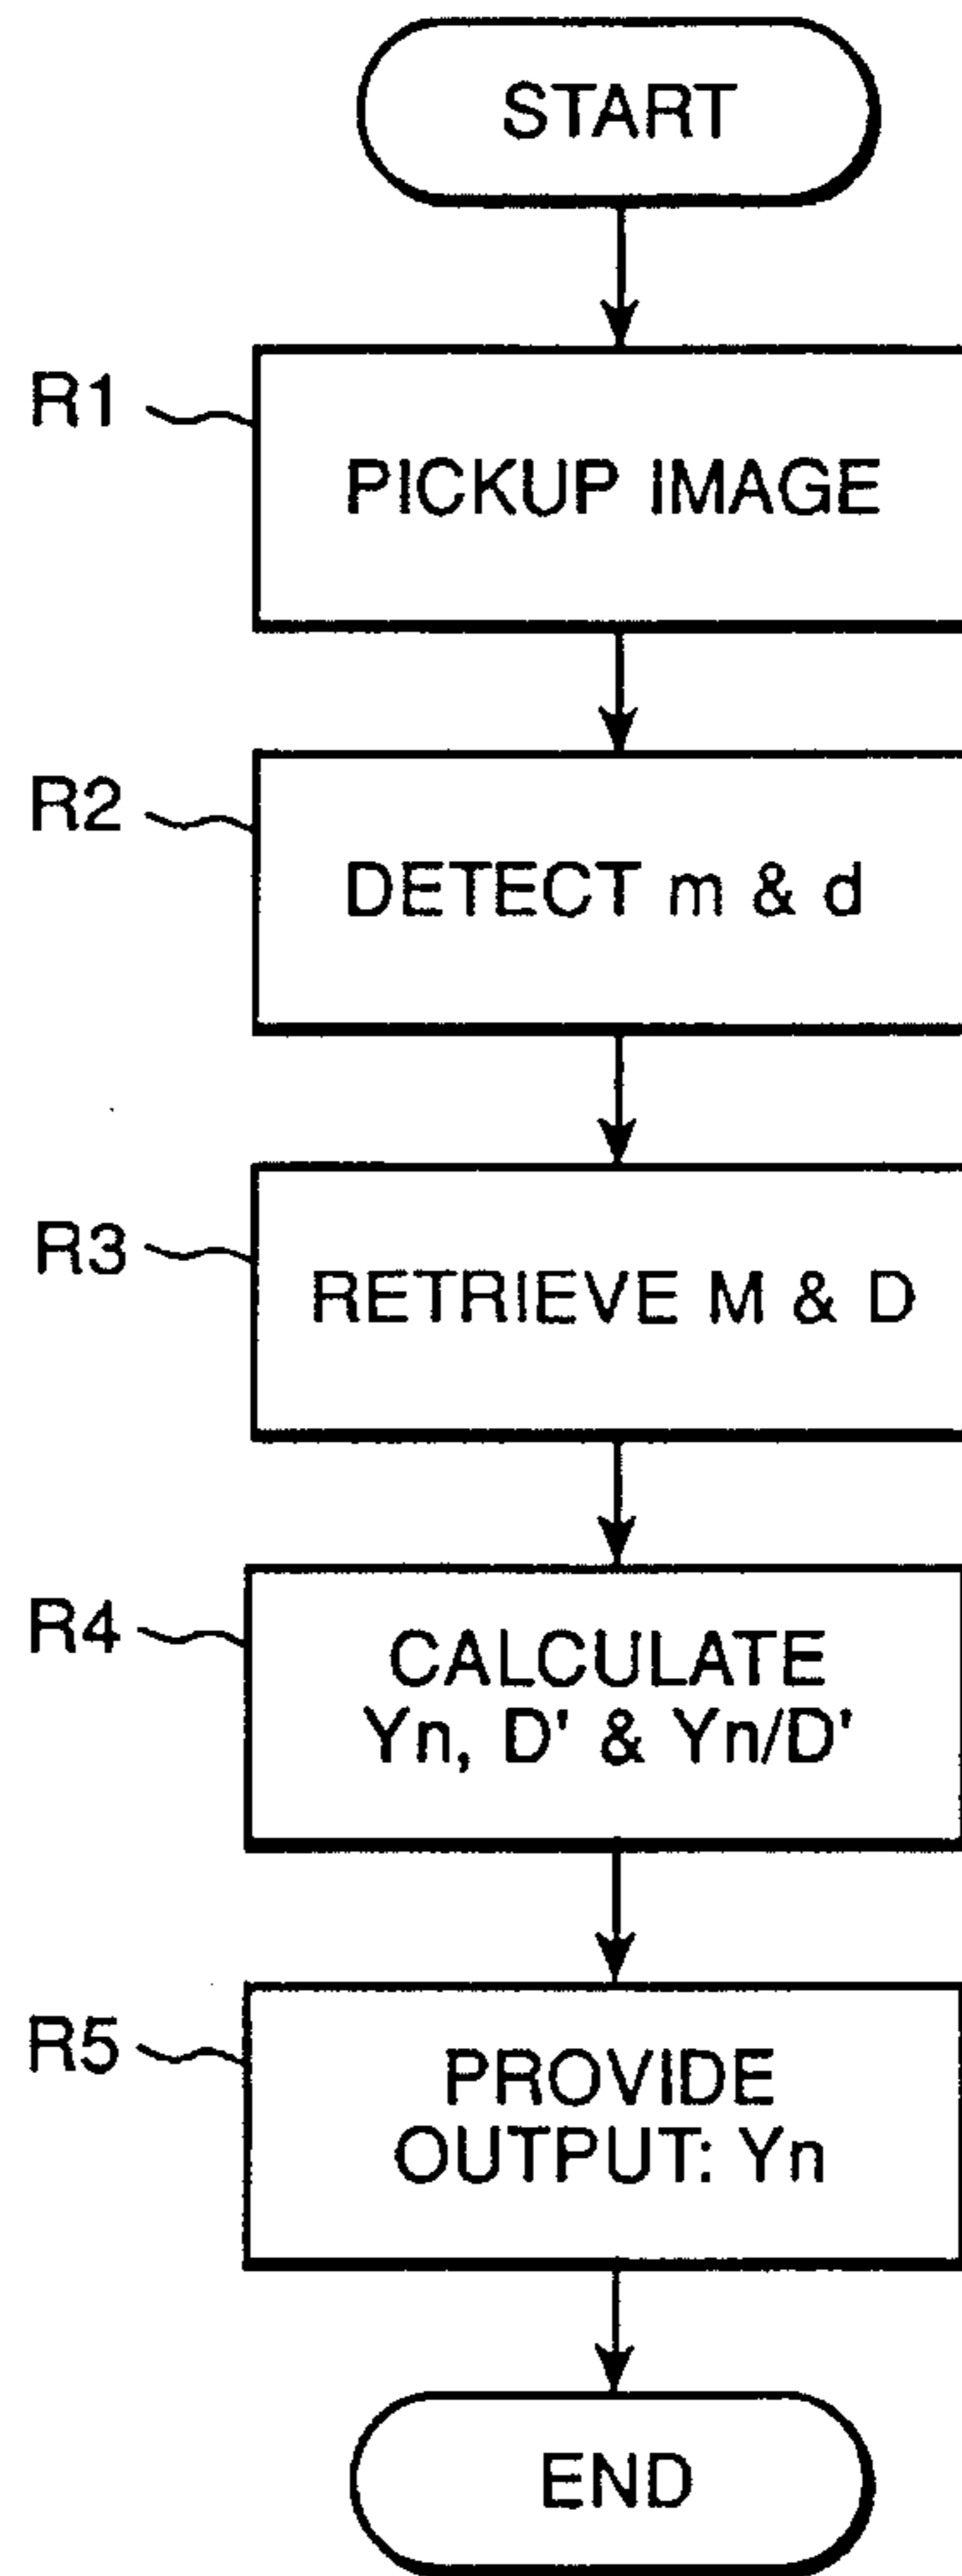 START
R1
PICKUP IMAGE
R2
DETECT m & d
R3
RETRIEVE M & D
R4
CALCULATE
Yn, D' & Yn/D'
R5
PROVIDE
OUTPUT: Yn
END